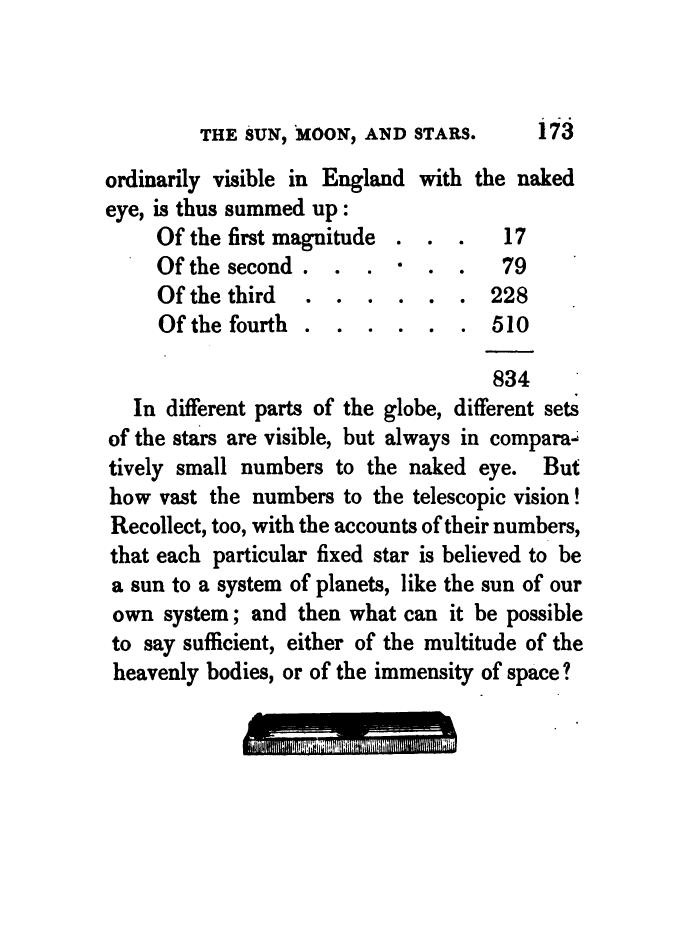 THE SUN, MOON, AND STARS. 173
ordinarily visible in England with the naked
eye, is thus summed up :
Of the first magnitude . . . 17
Of the second . . . . . . 79
Of the third . . . . . . 228
Of the fourth . . . . . . 510
834
In different parts of the globe, different sets
of the stars are visible, but always in compara-
tively small numbers to the naked eye. But
how vast the numbers to the telescopic vision !
Recollect, too, with the accounts of their numbers,
that each particular fixed star is believed to be
a sun to a system of planets, like the sun of our
own system ; and then what can it be possible
to say sufficient, either of the multitude of the
heavenly bodies, or of the immensity of space ?